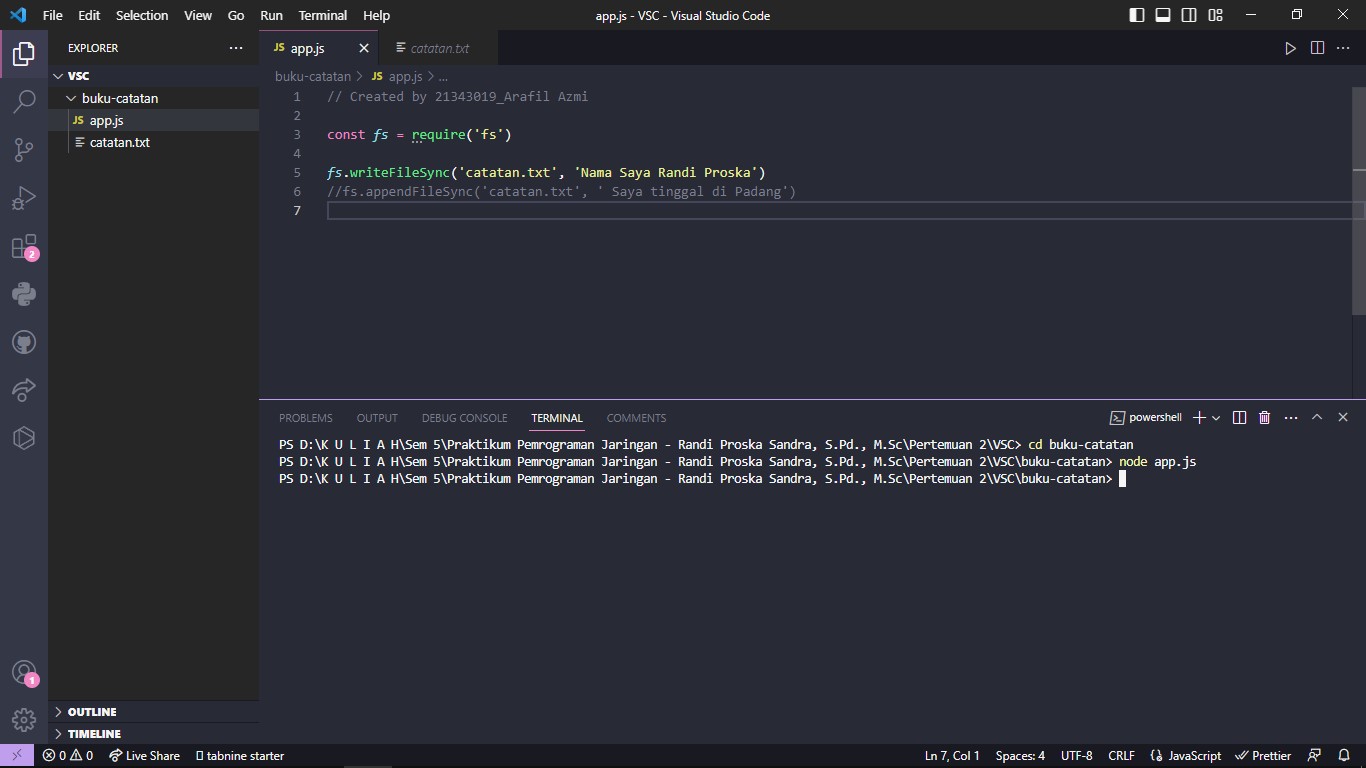 File Edit Selection View Go Run Terminal Help app.js - VSC - Visual Studio Code
EXPLORER
VSC
buku-catatan
JS app.js
catatan.txt
OUTLINE
TIMELINE
2
1
JS app.js catatan.txt
buku-catatan > JS app.js > ...
1 // Created by 21343019_Arafil Azmi
2
3 const fs = require('fs')
4
5 fs.writeFileSync('catatan.txt', 'Nama Saya Randi Proska')
6 //fs.appendFileSync('catatan.txt', ' Saya tinggal di Padang')
7
PROBLEMS OUTPUT DEBUG CONSOLE TERMINAL COMMENTS powershell
PS D:\K U L I A H\Sem 5\Praktikum Pemrograman Jaringan - Randi Proska Sandra, S.Pd., M.Sc\Pertemuan 2\VSC> cd buku-catatan
PS D:\K U L I A H\Sem 5\Praktikum Pemrograman Jaringan - Randi Proska Sandra, S.Pd., M.Sc\Pertemuan 2\VSC\buku-catatan> node app.js
PS D:\K U L I A H\Sem 5\Praktikum Pemrograman Jaringan - Randi Proska Sandra, S.Pd., M.Sc\Pertemuan 2\VSC\buku-catatan>
0 0 Live Share tabnine starter Ln 7, Col 1 Spaces: 4 UTF-8 CRLF JavaScript Prettier